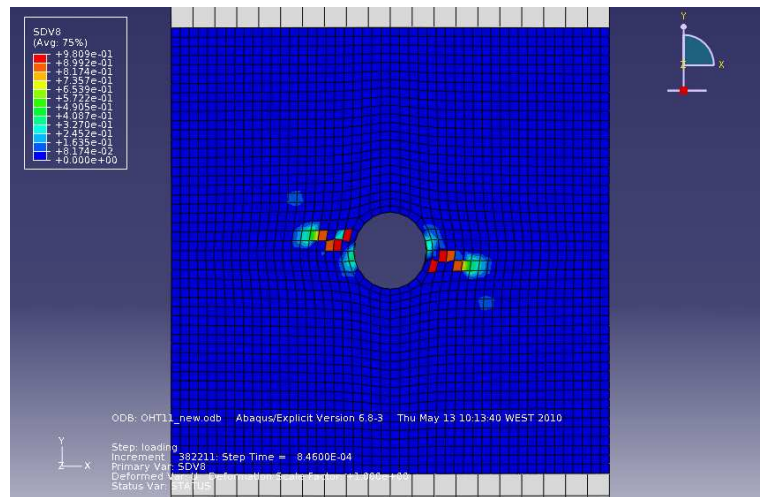 SDV8
(Avg: 75%)
+9.809e-01
+8.992e-01
+8.174e-01
+7.357e-01
+6.539e-01
+5.722e-01
+4.905e-01
+4.087e-01
+3.270e-01
+2.452e-01
+1.635e-01
+8.174e-02
+0.000e+00
Y
Z X
ODB: OHT11_new.odb Abaqus/Explicit Version 6.8-3 Thu May 13 10:13:40 WEST 2010
Y
Z X
Step: loading
Increment 382211: Step Time = 8.4600E-04
Primary Var: SDV8
Deformed Var: U Deformation Scale Factor: +1.000e+00
Status Var: STATUS